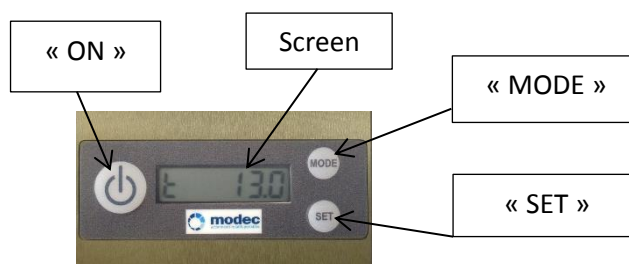 « ON »
Screen
« MODE »
t 13.0
MODE
SET
modec
« SET »